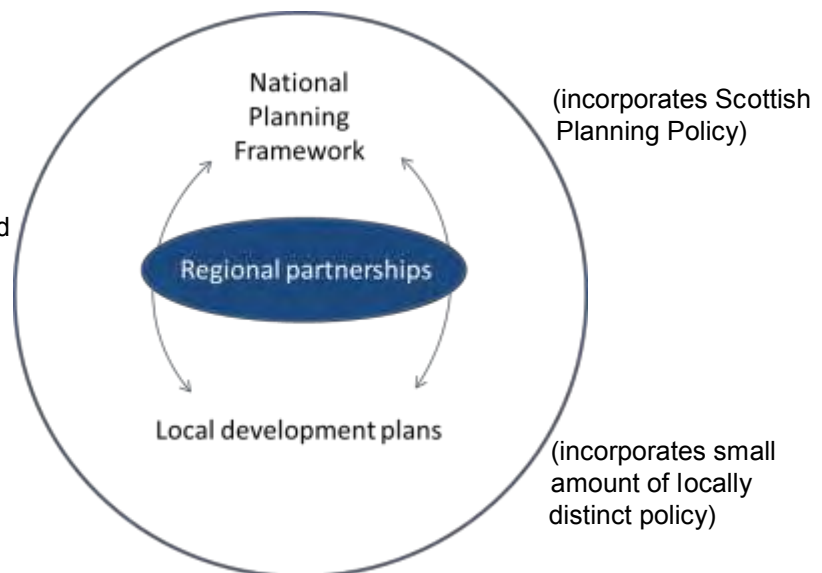 National
Planning
Framework
(incorporates Scottish
Planning Policy)
d
Regional partnerships
Local development plans
(incorporates small
amount of locally
distinct policy)